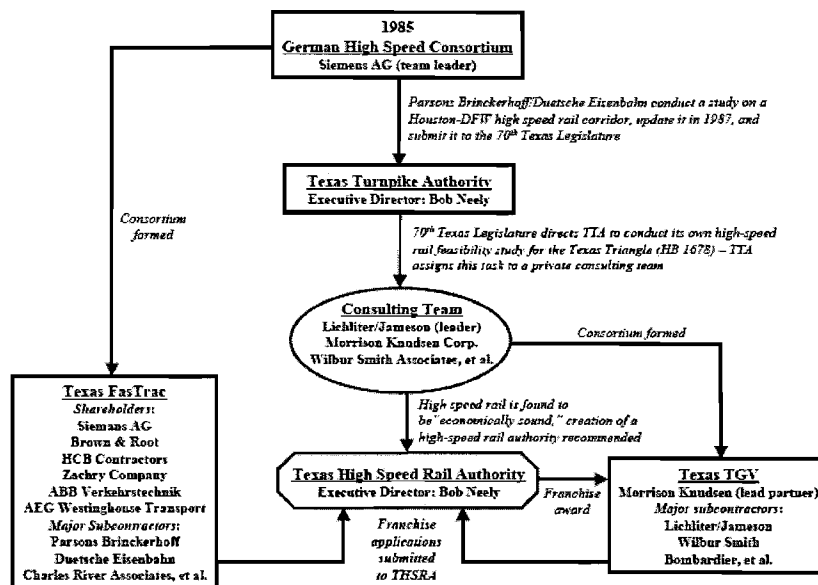 1985
German High Speed Consortium
Siemens AG (team leader)
Parsons Brinckerhoff/Duetsche Eisenbahn conduct a study on a
Houston-DFW high speed rail corridor, update it in 1987, and
submit it to the 70th Texas Legislature
Texas Turnpike Authority
Executive Director: Bob Neely
Consortium
formed
70th Texas Legislature directs TTA to conduct its own high-speed
rail feasibility study for the Texas Triangle (HB 1678) – TTA
assigns this task to a private consulting team
Consulting Team
Lichliter/Jameson (leader)
Morrison Knudsen Corp.
Wilbur Smith Associates, et al.
Consortium formed
Texas FasTrac
Shareholders:
Siemans AG
Brown & Root
HCB Contractors
Zachry Company
ABB Verkehrstechnik
AEG Westinghouse Transport
Major Subcontractors:
Parsons Brinckerhoff
Duetsche Eisenbahn
Charles River Associates, et al.
High speed rail is found to
be "economically sound," creation of a
high-speed rail authority recommended
Texas High Speed Rail Authority
Executive Director: Bob Neely
Franchise
award
Franchise
applications
submitted
to THSRA
Texas TGV
Morrison Knudsen (lead partner)
Major subcontractors:
Lichliter/Jameson
Wilbur Smith
Bombardier, et al.